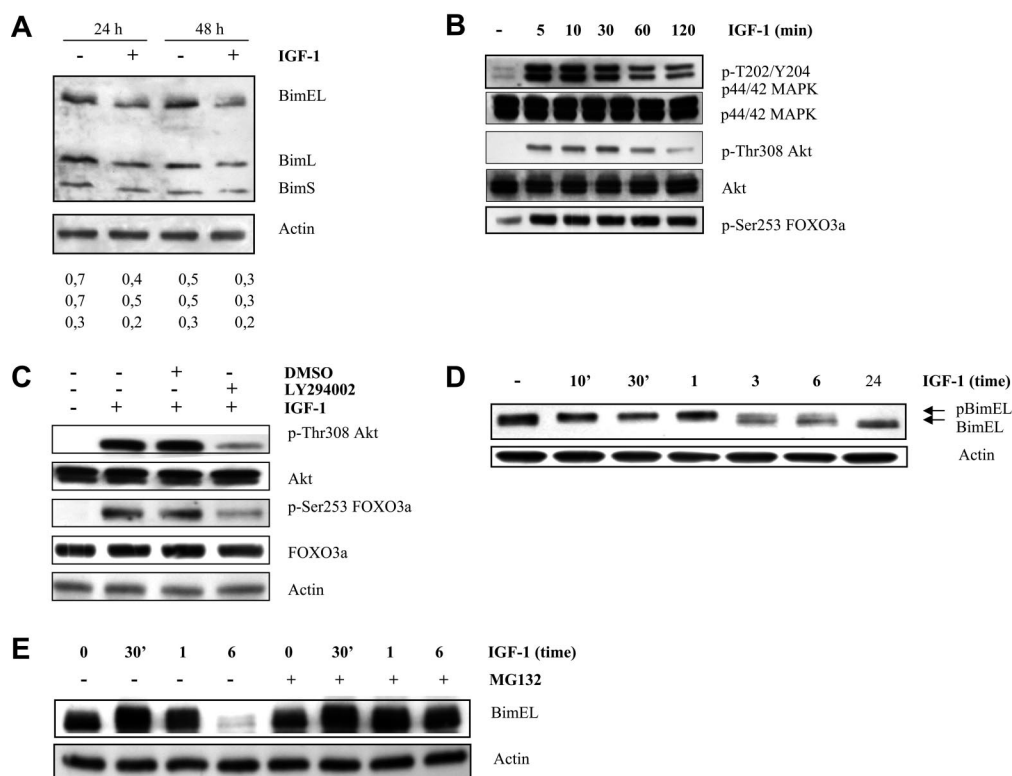 A
24 h 48 h
- + - + IGF-1
BimEL
BimL
BimS
Actin
0,7 0,4 0,5 0,3
0,7 0,5 0,5 0,3
0,3 0,2 0,3 0,2
B
- 5 10 30 60 120 IGF-1 (min)
p-T202/Y204
p44/42 MAPK
p44/42 MAPK
p-Thr308 Akt
Akt
p-Ser253 FOXO3a
C
- - + - DMSO
- - - + LY294002
- + + + IGF-1
p-Thr308 Akt
Akt
p-Ser253 FOXO3a
FOXO3a
Actin
D
- 10’ 30’ 1 3 6 24 IGF-1 (time)
pBimEL
BimEL
Actin
E
0 30’ 1 6 0 30’ 1 6 IGF-1 (time)
- - - - + + + + MG132
BimEL
Actin